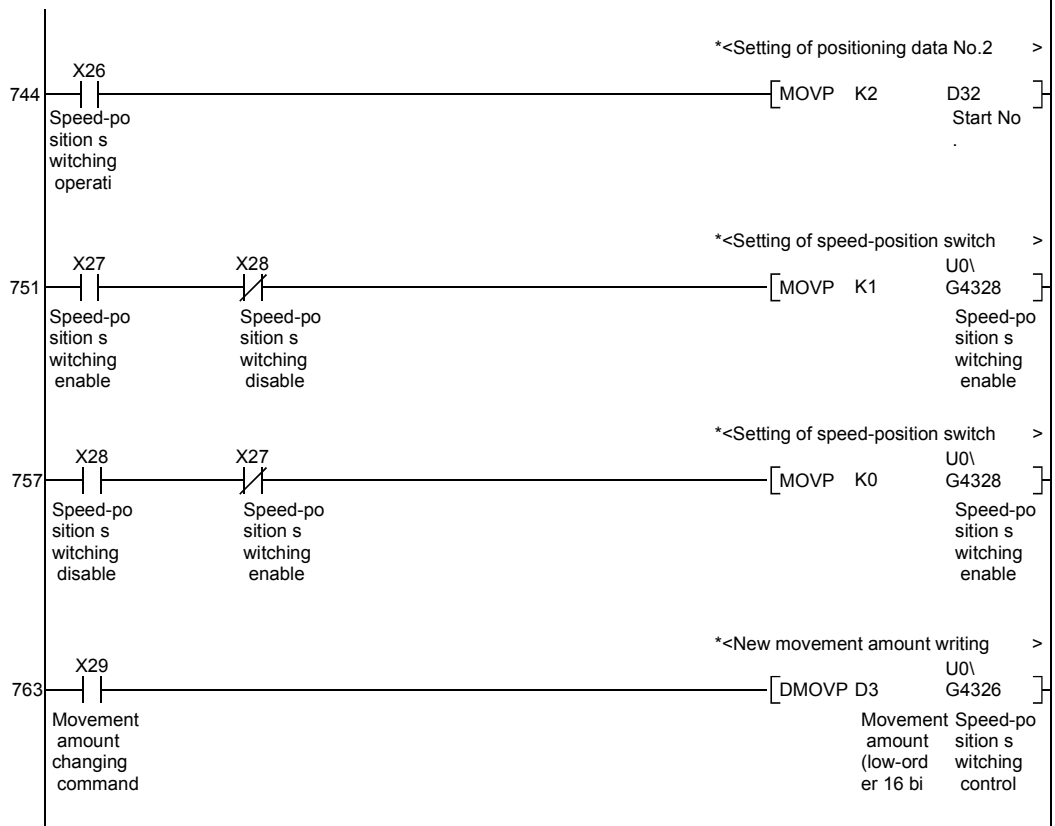 *<Setting of positioning data No.2 >
X26
744 [MOVP K2 D32 ]
Speed-po Start No
sition s .
witching
operati
*<Setting of speed-position switch >
X27 X28 U0\
751 [MOVP K1 G4328 ]
Speed-po Speed-po Speed-po
sition s sition s sition s
witching witching witching
enable disable enable
*<Setting of speed-position switch >
X28 X27 U0\
757 [MOVP K0 G4328 ]
Speed-po Speed-po Speed-po
sition s sition s sition s
witching witching witching
disable enable enable
*<New movement amount writing >
X29 U0\
763 [DMOVP D3 G4326 ]
Movement Movement Speed-po
amount amount sition s
changing (low-ord witching
command er 16 bi control